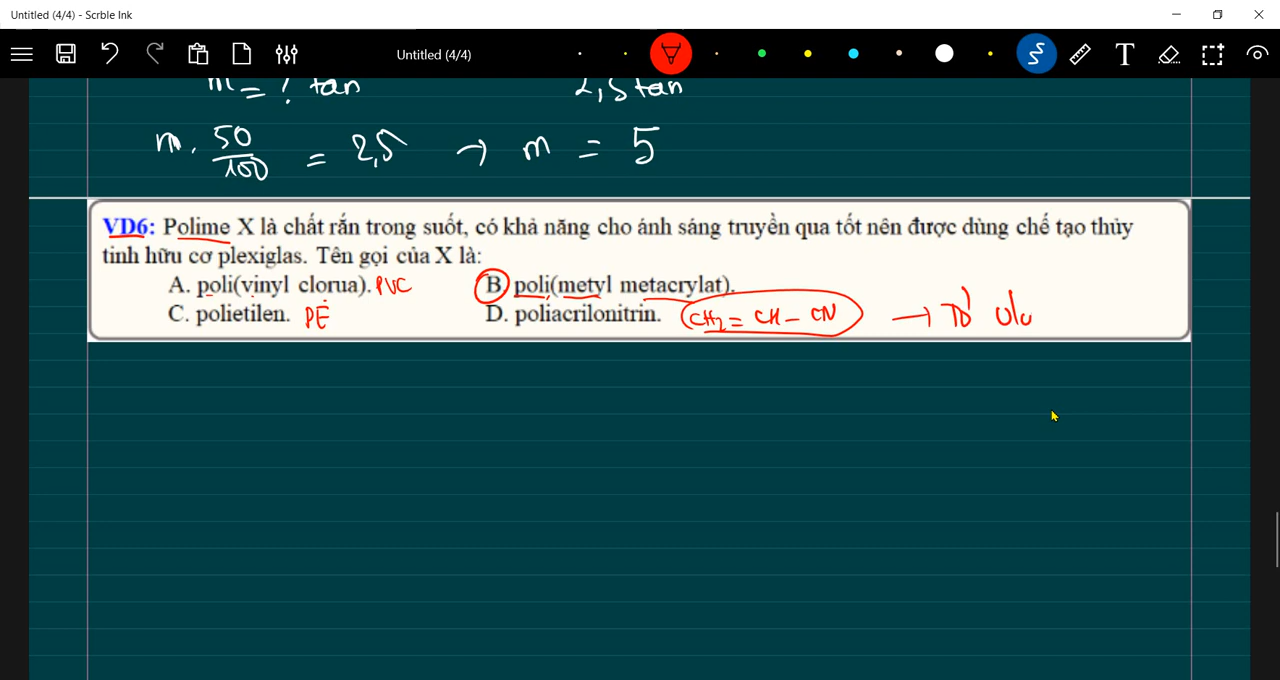 Untitled (4/4) - Scrble Ink
Untitled (4/4)
T
m = ? tấn 2,5 tấn
m. 50/100 = 2,5 → m = 5
VD6: Polime X là chất rắn trong suốt, có khả năng cho ánh sáng truyền qua tốt nên được dùng chế tạo thủy
tinh hữu cơ plexiglas. Tên gọi của X là:
A. poli(vinyl clorua). PVC B. poli(metyl metacrylat).
C. polietilen. PE D. poliacrilonitrin. CH2 = CH - CN →